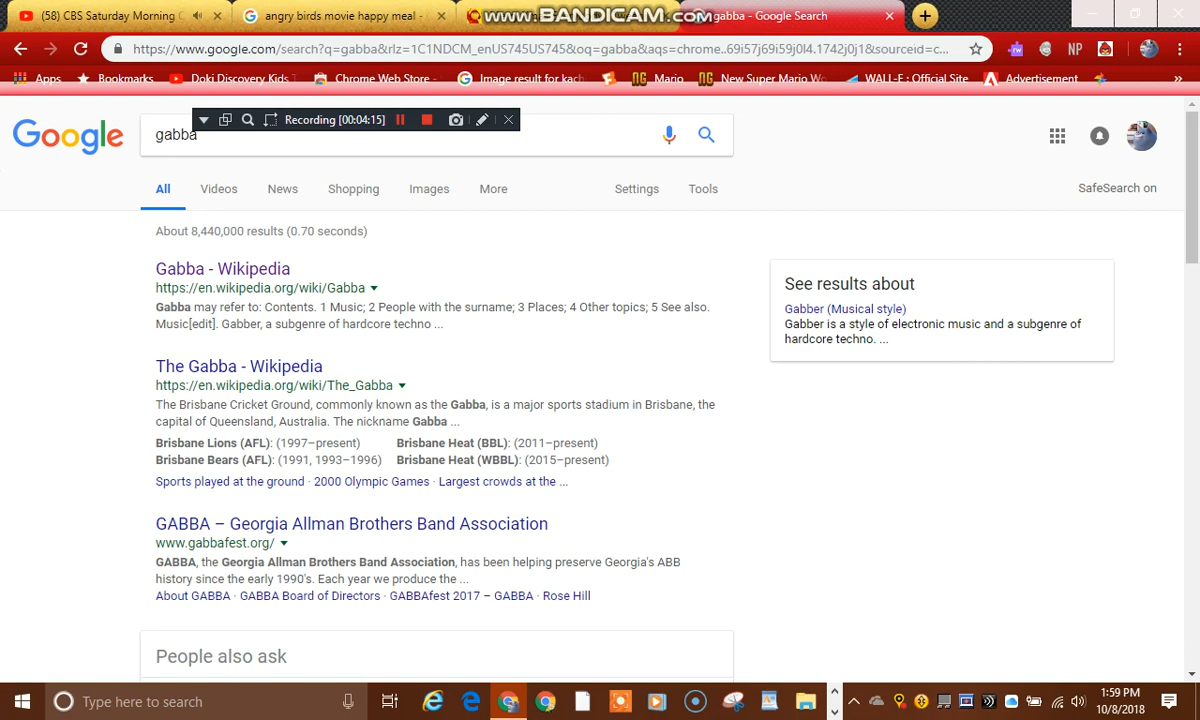 (58) CBS Saturday Morning C
angry birds movie happy meal -
www.BANDICAM.com
gabba - Google Search
https://www.google.com/search?q=gabba&rlz=1C1NDCM_enUS745US745&oq=gabba&aqs=chrome..69i57j69i59j0l4.1742j0j1&sourceid=c...
NP
Apps
Bookmarks
Doki Discovery Kids
Chrome Web Store -
Image result for kach
NG Mario
NG New Super Mario Wo
WALL-E : Official Site
Advertisement
»
Recording [00:04:15]
Google
gabba
All
Videos
News
Shopping
Images
More
Settings
Tools
SafeSearch on
About 8,440,000 results (0.70 seconds)
Gabba - Wikipedia
https://en.wikipedia.org/wiki/Gabba
Gabba may refer to: Contents. 1 Music; 2 People with the surname; 3 Places; 4 Other topics; 5 See also.
Music[edit]. Gabber, a subgenre of hardcore techno ...
See results about
Gabber (Musical style)
Gabber is a style of electronic music and a subgenre of
hardcore techno. ...
The Gabba - Wikipedia
https://en.wikipedia.org/wiki/The_Gabba
The Brisbane Cricket Ground, commonly known as the Gabba, is a major sports stadium in Brisbane, the
capital of Queensland, Australia. The nickname Gabba ...
Brisbane Lions (AFL): (1997–present) Brisbane Heat (BBL): (2011–present)
Brisbane Bears (AFL): (1991, 1993–1996) Brisbane Heat (WBBL): (2015–present)
Sports played at the ground · 2000 Olympic Games · Largest crowds at the ...
GABBA – Georgia Allman Brothers Band Association
www.gabbafest.org/
GABBA, the Georgia Allman Brothers Band Association, has been helping preserve Georgia's ABB
history since the early 1990's. Each year we produce the ...
About GABBA · GABBA Board of Directors · GABBAfest 2017 – GABBA · Rose Hill
People also ask
Type here to search
1:59 PM
10/8/2018